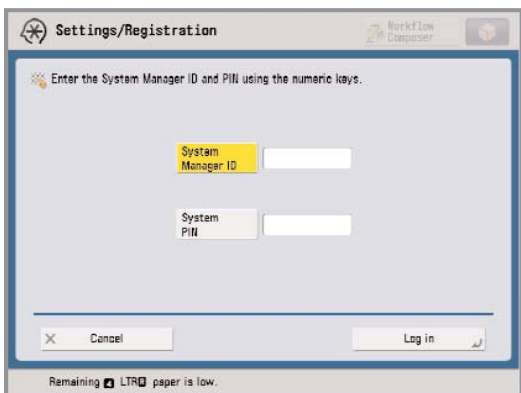 Settings/Registration
Workflow
Composer
Enter the System Manager ID and PIN using the numeric keys.
System
Manager ID
System
PIN
Cancel
Log in
Remaining 4 LTR paper is low.